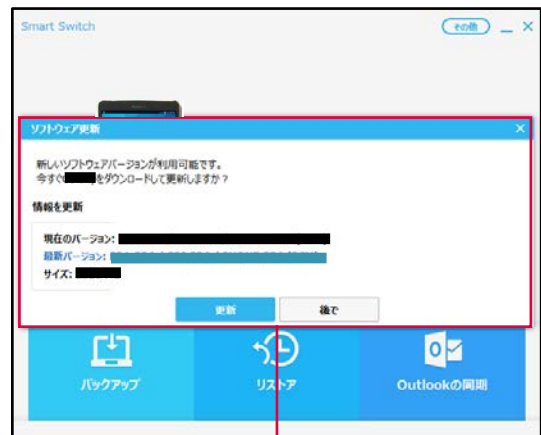 Smart Switch
その他
ソフトウェア更新
新しいソフトウェアバージョンが利用可能です。
今すぐ をダウンロードして更新しますか？
情報を更新
現在のバージョン:
最新バージョン:
サイズ:
更新 後で
バックアップ リストア Outlookの同期